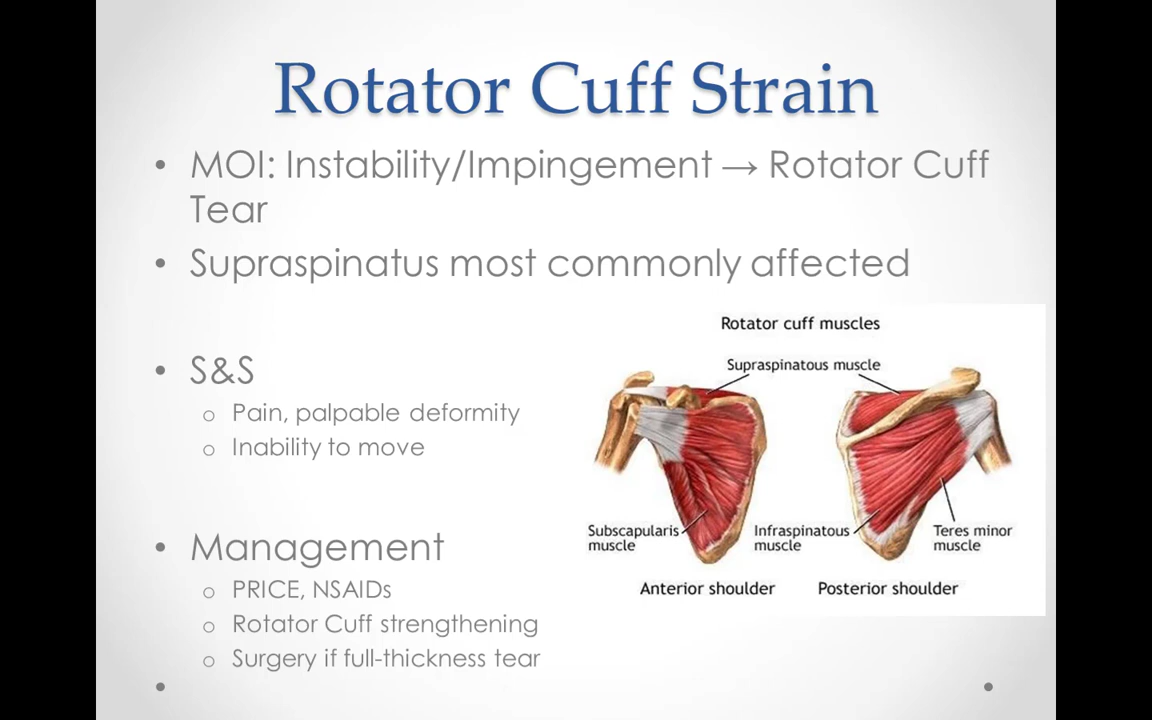 Rotator Cuff Strain
• MOI: Instability/Impingement → Rotator Cuff
Tear
• Supraspinatus most commonly affected
• S&S
o Pain, palpable deformity
o Inability to move
• Management
o PRICE, NSAIDs
o Rotator Cuff strengthening
o Surgery if full-thickness tear
Rotator cuff muscles
Supraspinatous muscle
Subscapularis
muscle
Infraspinatous
muscle
Teres minor
muscle
Anterior shoulder
Posterior shoulder